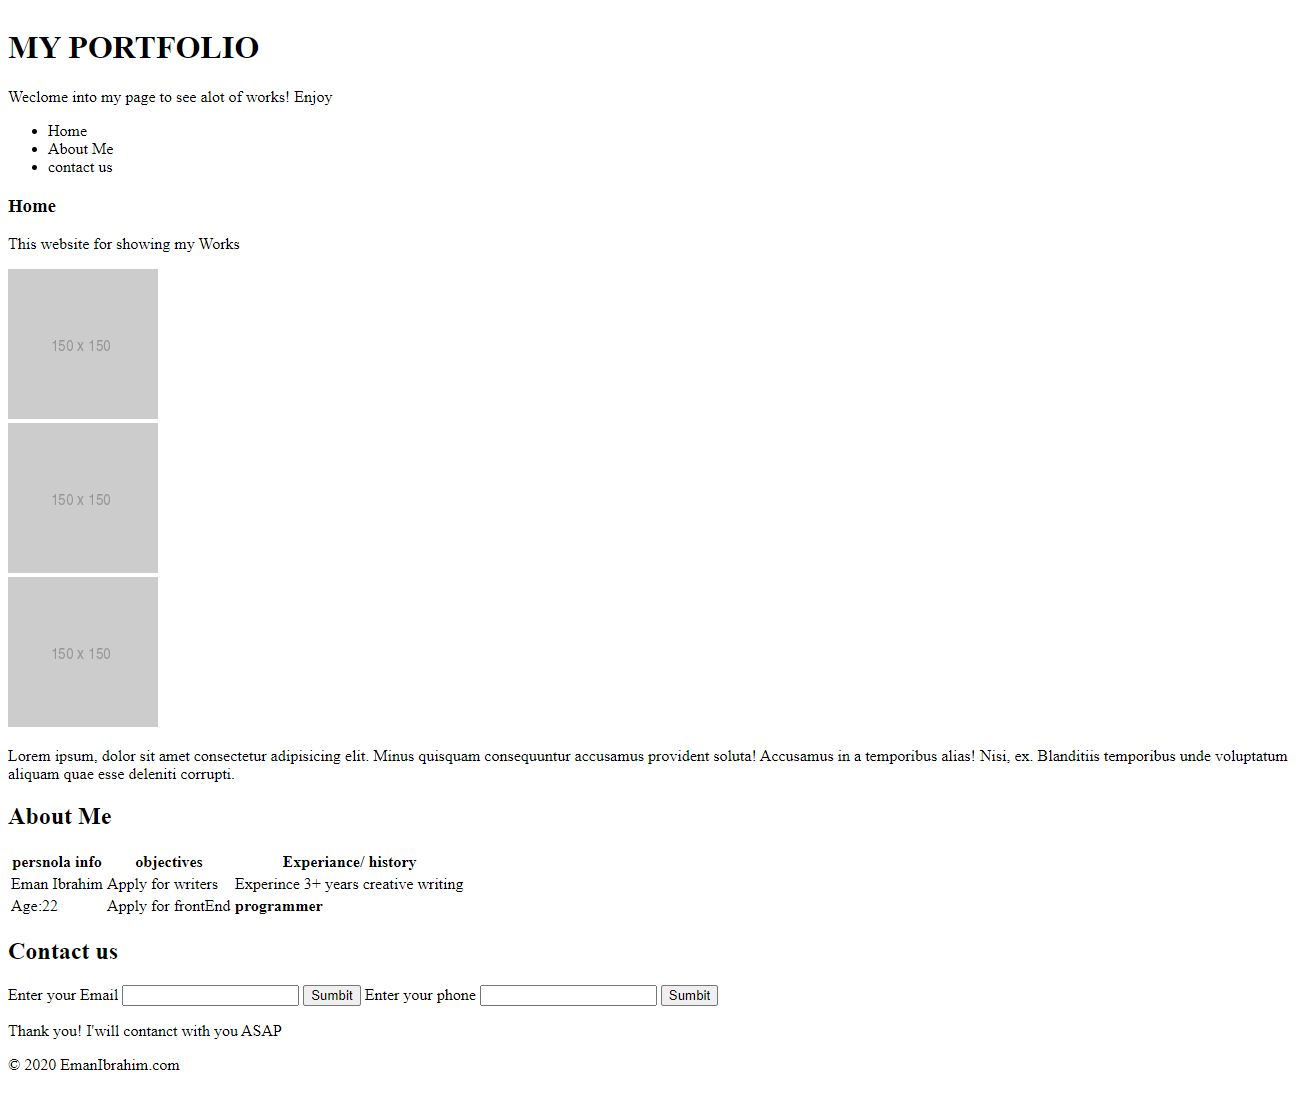 MY PORTFOLIO
Weclome into my page to see alot of works! Enjoy
Home
About Me
contact us
Home
This website for showing my Works
150 x 150
150 x 150
150 x 150
Lorem ipsum, dolor sit amet consectetur adipisicing elit. Minus quisquam consequuntur accusamus provident soluta! Accusamus in a temporibus alias! Nisi, ex. Blanditiis temporibus unde voluptatum
aliquam quae esse deleniti corrupti.
About Me
persnola info objectives Experiance/ history
Eman Ibrahim Apply for writers Experince 3+ years creative writing
Age:22 Apply for frontEnd programmer
Contact us
Enter your Email Sumbit Enter your phone Sumbit
Thank you! I'will contanct with you ASAP
© 2020 EmanIbrahim.com